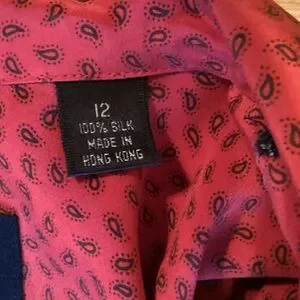 12
100% SILK
MADE IN
HONG KONG